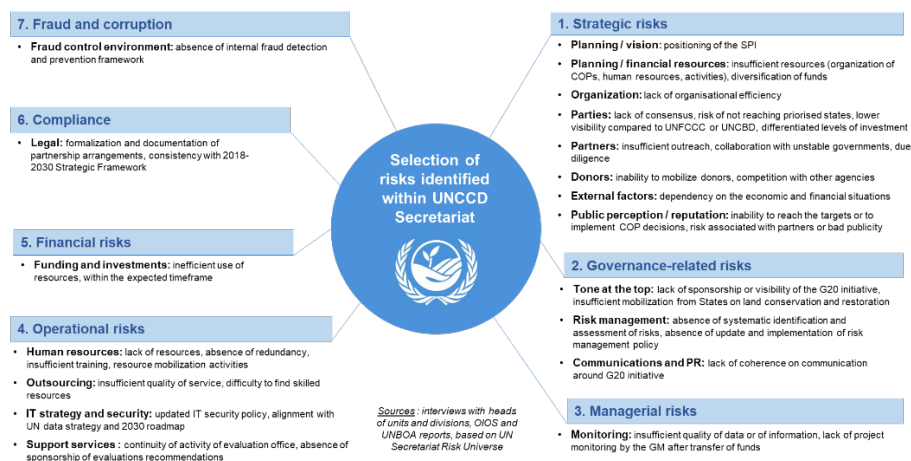 7. Fraud and corruption
• Fraud control environment: absence of internal fraud detection
and prevention framework
6. Compliance
• Legal: formalization and documentation of
partnership arrangements, consistency with 2018-
2030 Strategic Framework
5. Financial risks
• Funding and investments: inefficient use of
resources, within the expected timeframe
4. Operational risks
• Human resources: lack of resources, absence of redundancy,
insufficient training, resource mobilization activities
• Outsourcing: insufficient quality of service, difficulty to find skilled
resources
• IT strategy and security: updated IT security policy, alignment with
UN data strategy and 2030 roadmap
• Support services : continuity of activity of evaluation office, absence of
sponsorship of evaluations recommendations
Selection of
risks identified
within UNCCD
Secretariat
Sources : interviews with heads
of units and divisions, OIOS and
UNBOA reports, based on UN
Secretariat Risk Universe
1. Strategic risks
• Planning / vision: positioning of the SPI
• Planning / financial resources: insufficient resources (organization of
COPs, human resources, activities), diversification of funds
• Organization: lack of organisational efficiency
• Parties: lack of consensus, risk of not reaching priorised states, lower
visibility compared to UNFCCC or UNCBD, differentiated levels of investment
• Partners: insufficient outreach, collaboration with unstable governments, due
diligence
• Donors: inability to mobilize donors, competition with other agencies
• External factors: dependency on the economic and financial situations
• Public perception / reputation: inability to reach the targets or to
implement COP decisions, risk associated with partners or bad publicity
2. Governance-related risks
• Tone at the top: lack of sponsorship or visibility of the G20 initiative,
insufficient mobilization from States on land conservation and restoration
• Risk management: absence of systematic identification and
assessment of risks, absence of update and implementation of risk
management policy
• Communications and PR: lack of coherence on communication
around G20 initiative
3. Managerial risks
• Monitoring: insufficient quality of data or of information, lack of project
monitoring by the GM after transfer of funds